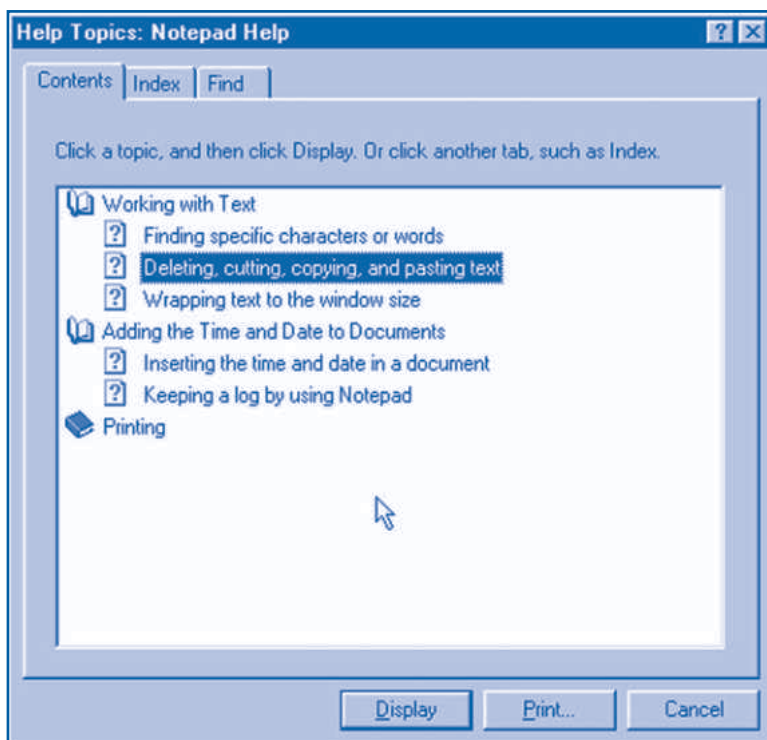 Help Topics: Notepad Help
Contents Index Find
Click a topic, and then click Display. Or click another tab, such as Index.
Working with Text
? Finding specific characters or words
? Deleting, cutting, copying, and pasting text
? Wrapping text to the window size
Adding the Time and Date to Documents
? Inserting the time and date in a document
? Keeping a log by using Notepad
Printing
Display Print... Cancel